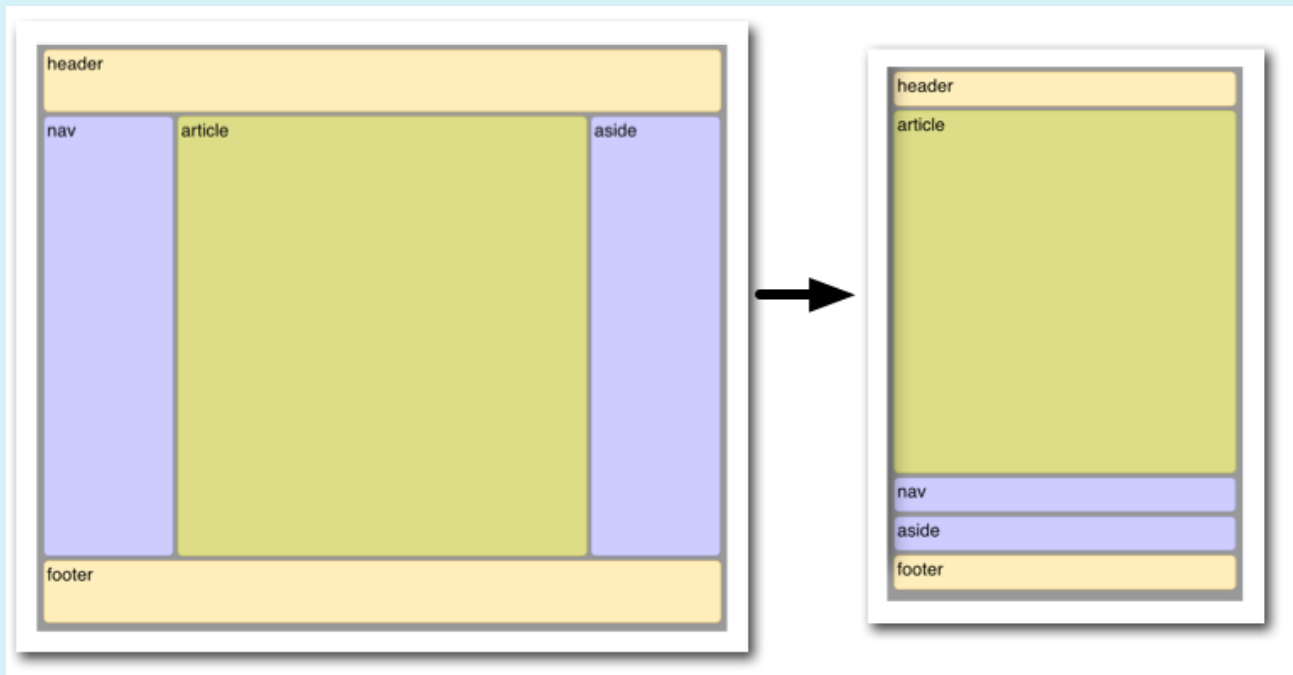 header
nav
article
aside
footer
header
article
nav
aside
footer